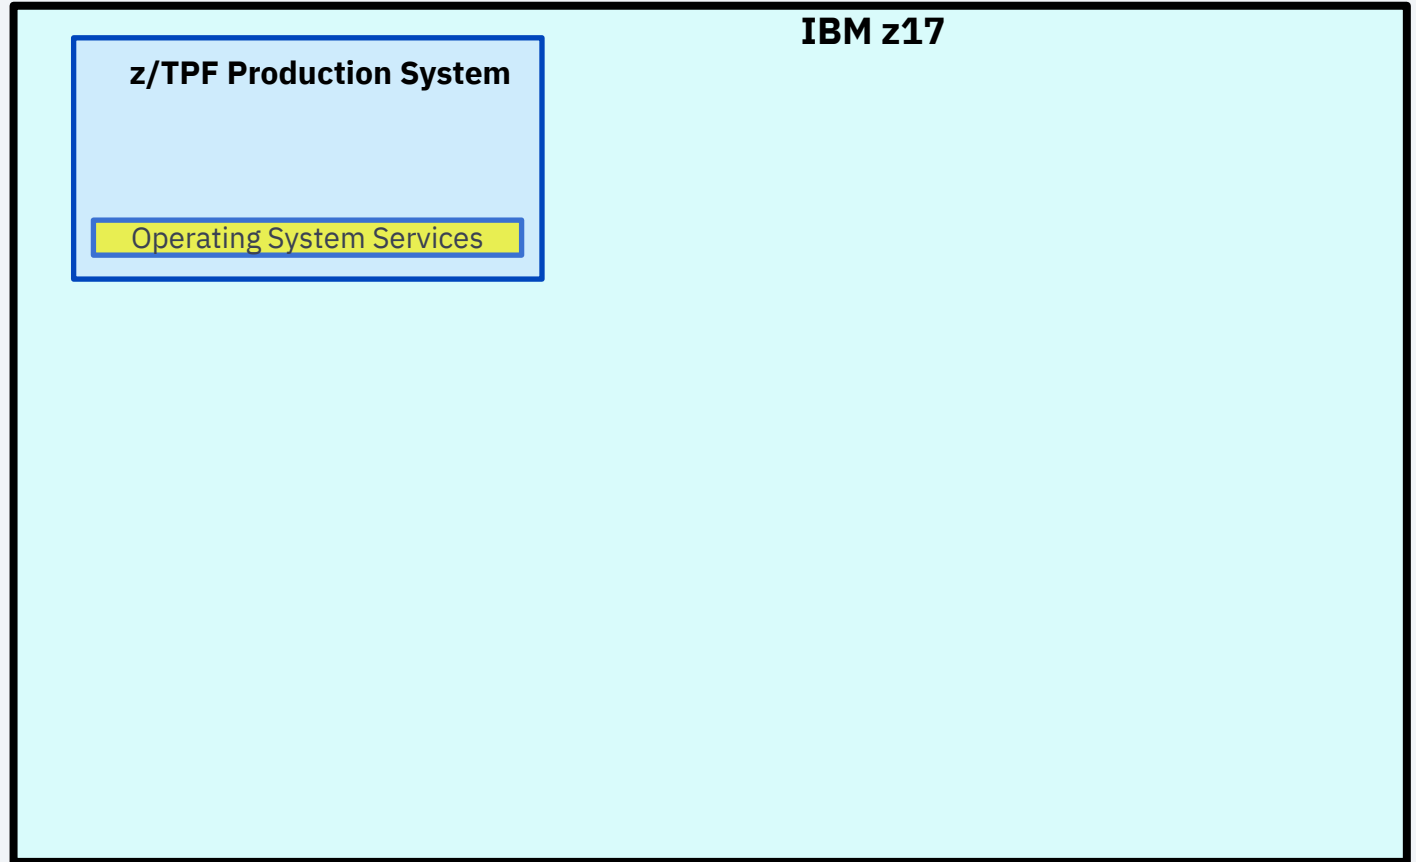 IBM z17
z/TPF Production System
Operating System Services